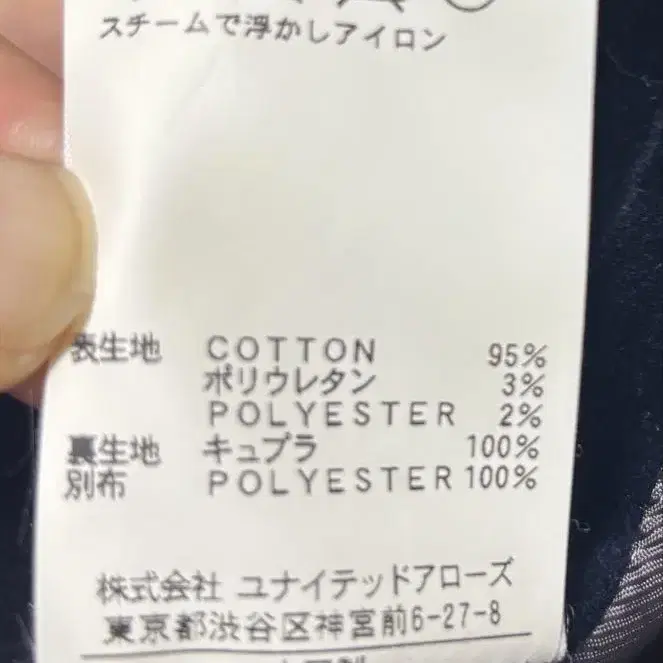 スチームで浮かしアイロン
表生地 COTTON 95%
ポリウレタン 3%
POLYESTER 2%
裏生地 キュプラ 100%
別布 POLYESTER 100%
株式会社 ユナイテッドアローズ
東京都渋谷区神宮前6-27-8